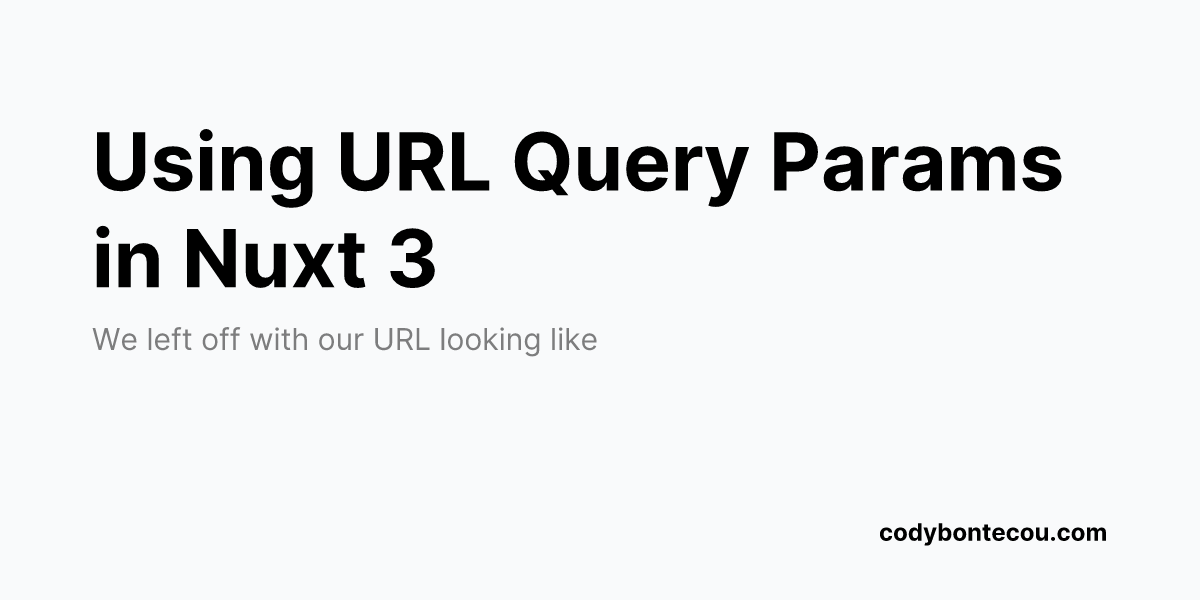 Using URL Query Params
in Nuxt 3
We left off with our URL looking like
codybontecou.com